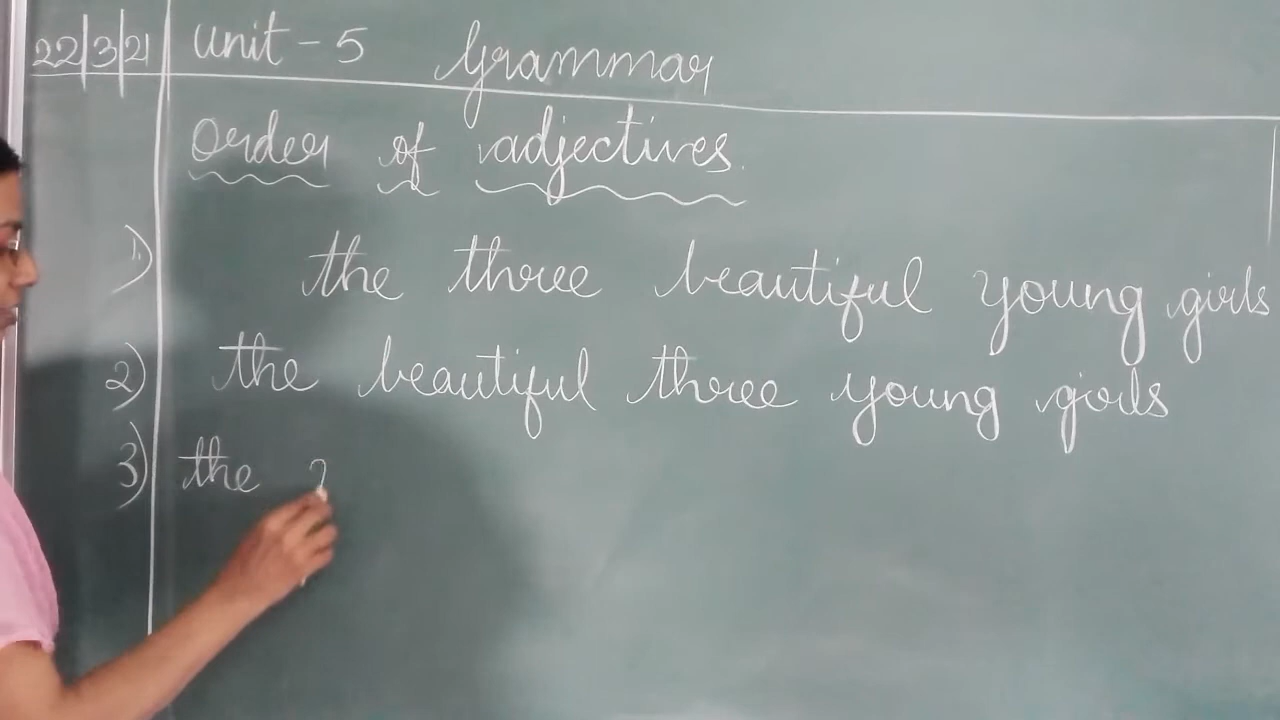 22|3|21 Unit - 5 Grammar
Order of adjectives.
1) the three beautiful young girls
2) the beautiful three young girls
3) the